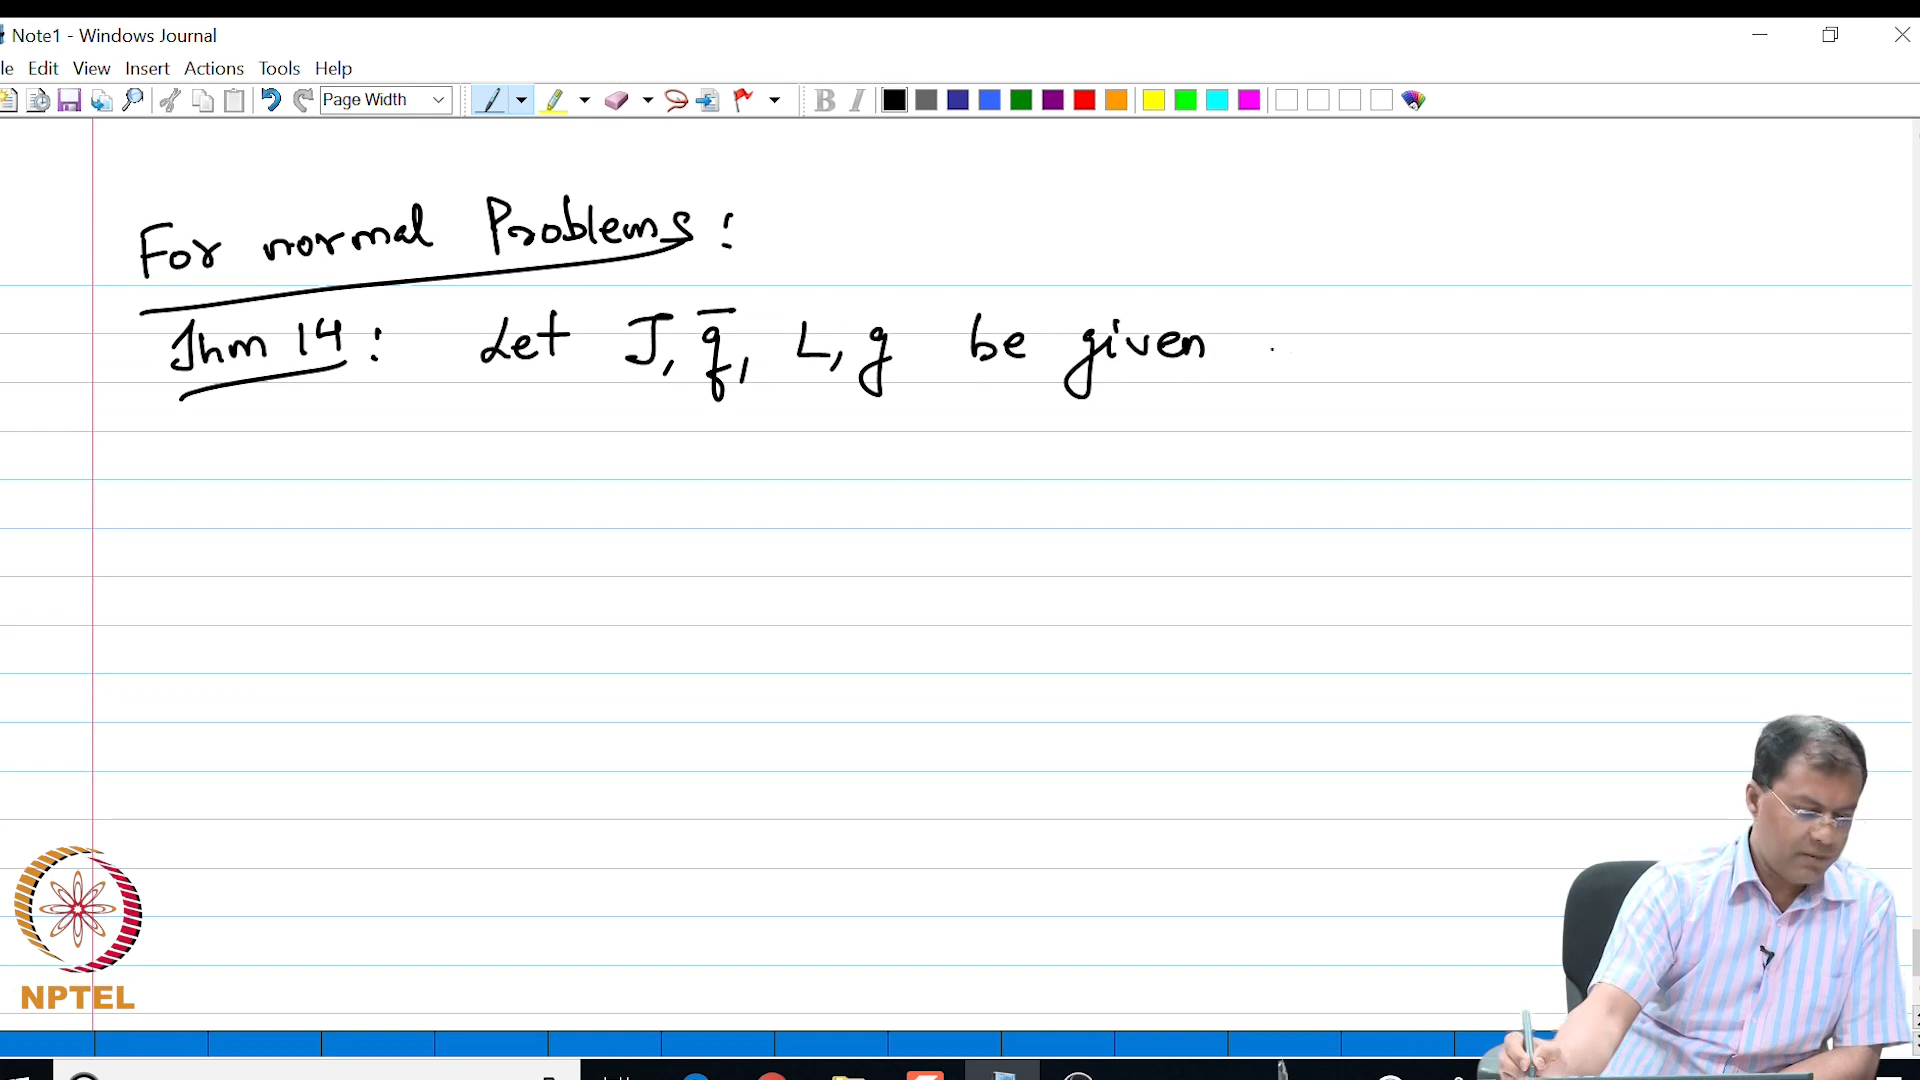 Note1 - Windows Journal
le Edit View Insert Actions Tools Help
Page Width
B I
For normal Problems :
Thm 14 : Let J, q̅, L, g be given
NPTEL